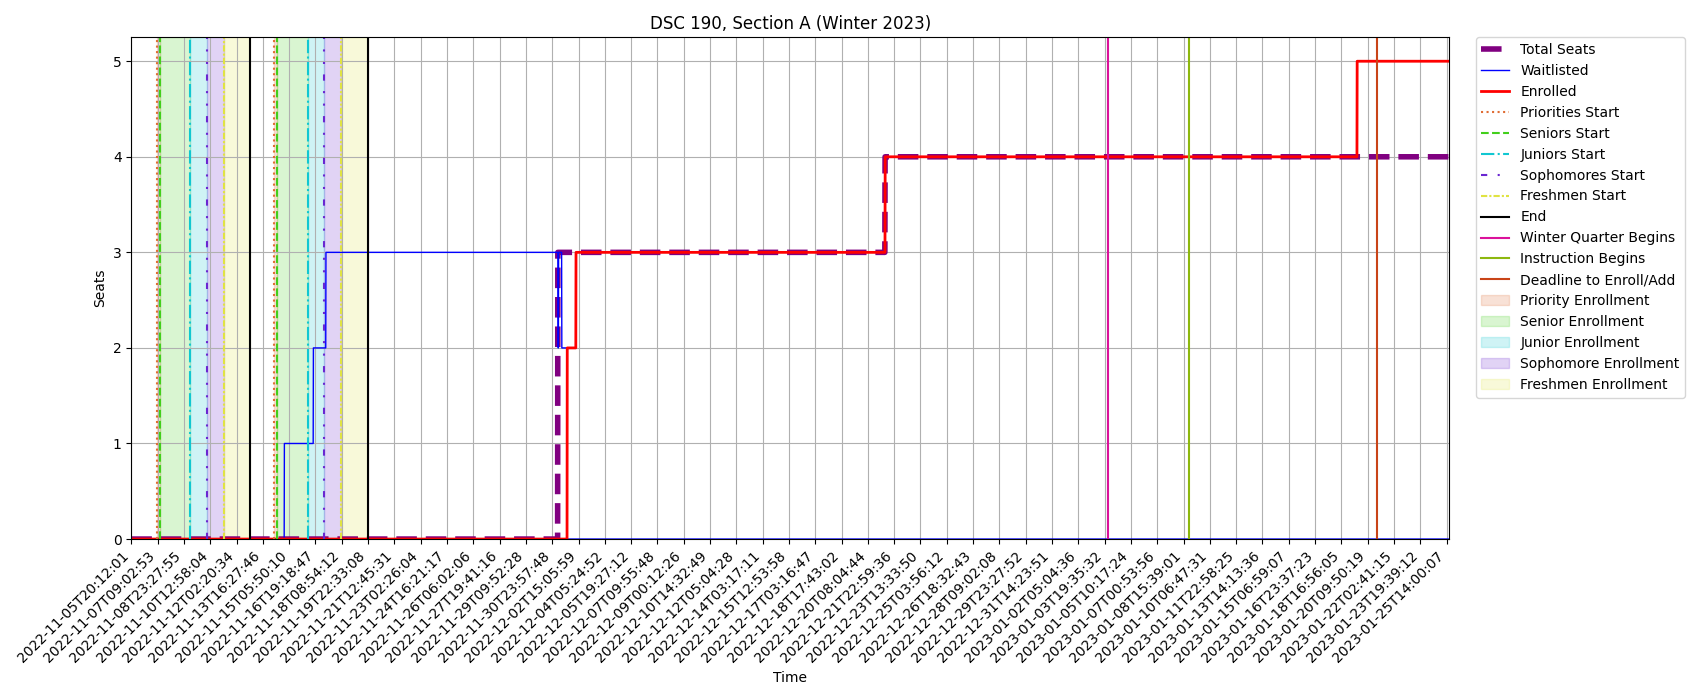 DSC 190, Section A (Winter 2023)
Seats
5
4
3
2
1
0
2022-11-05T20:12:01
2022-11-07T09:02:53
2022-11-08T23:27:55
2022-11-10T12:58:04
2022-11-12T02:20:34
2022-11-13T16:27:46
2022-11-15T05:50:10
2022-11-16T19:18:47
2022-11-18T08:54:12
2022-11-19T22:33:08
2022-11-21T12:45:31
2022-11-23T02:26:04
2022-11-24T16:21:17
2022-11-26T06:02:06
2022-11-27T19:41:16
2022-11-29T09:52:28
2022-11-30T23:57:48
2022-12-02T15:05:59
2022-12-04T05:24:52
2022-12-05T19:27:12
2022-12-07T09:55:48
2022-12-09T00:12:26
2022-12-10T14:32:49
2022-12-12T05:04:28
2022-12-14T03:17:11
2022-12-15T12:53:58
2022-12-17T03:16:47
2022-12-18T17:43:02
2022-12-20T08:04:44
2022-12-21T22:59:36
2022-12-23T13:33:50
2022-12-25T03:56:12
2022-12-26T18:32:43
2022-12-28T09:02:08
2022-12-29T23:27:52
2022-12-31T14:23:51
2023-01-02T05:04:36
2023-01-03T19:35:32
2023-01-05T10:17:24
2023-01-07T00:53:56
2023-01-08T15:39:01
2023-01-10T06:47:31
2023-01-11T22:58:25
2023-01-13T14:13:36
2023-01-15T06:59:07
2023-01-16T23:37:23
2023-01-18T16:56:05
2023-01-20T09:50:19
2023-01-22T02:41:15
2023-01-23T19:39:12
2023-01-25T14:00:07
Time
Total Seats
Waitlisted
Enrolled
Priorities Start
Seniors Start
Juniors Start
Sophomores Start
Freshmen Start
End
Winter Quarter Begins
Instruction Begins
Deadline to Enroll/Add
Priority Enrollment
Senior Enrollment
Junior Enrollment
Sophomore Enrollment
Freshmen Enrollment